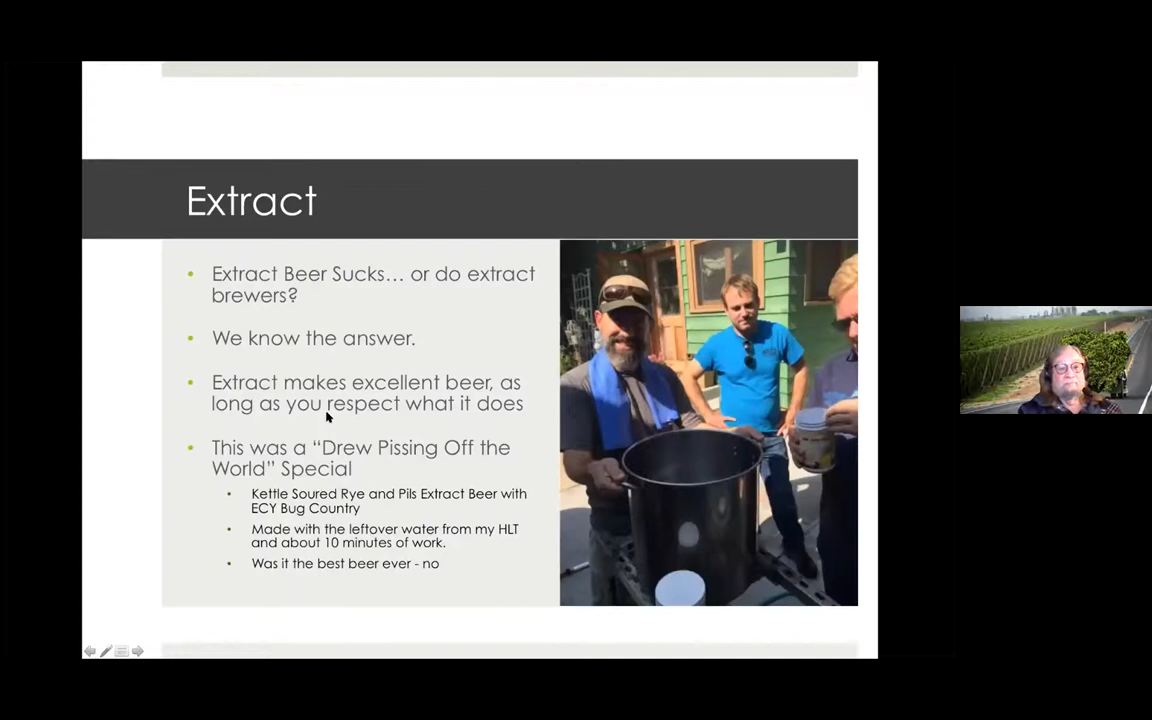 Extract
Extract Beer Sucks… or do extract
brewers?
We know the answer.
Extract makes excellent beer, as
long as you respect what it does
This was a “Drew Pissing Off the
World” Special
Kettle Soured Rye and Pils Extract Beer with
ECY Bug Country
Made with the leftover water from my HLT
and about 10 minutes of work.
Was it the best beer ever - no